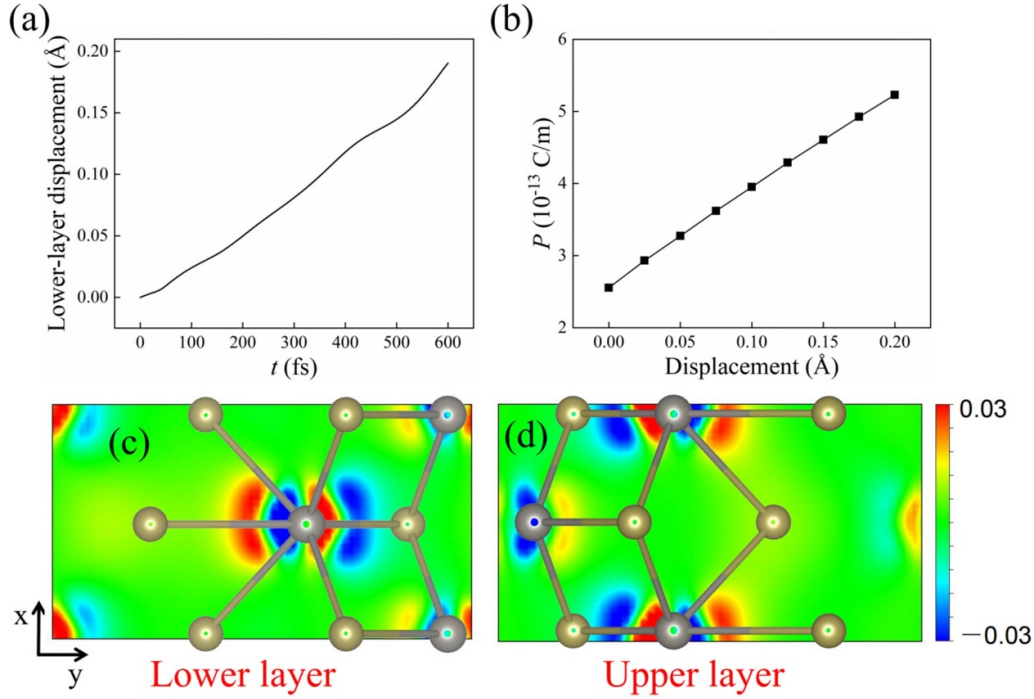 (a)
Lower-layer displacement (Å)
0.20
0.15
0.10
0.05
0.00
0 100 200 300 400 500 600
t (fs)
(b)
P (10⁻¹³ C/m)
6
5
4
3
2
0.00 0.05 0.10 0.15 0.20
Displacement (Å)
(c)
x
y
Lower layer
(d)
Upper layer
0.03
−0.03